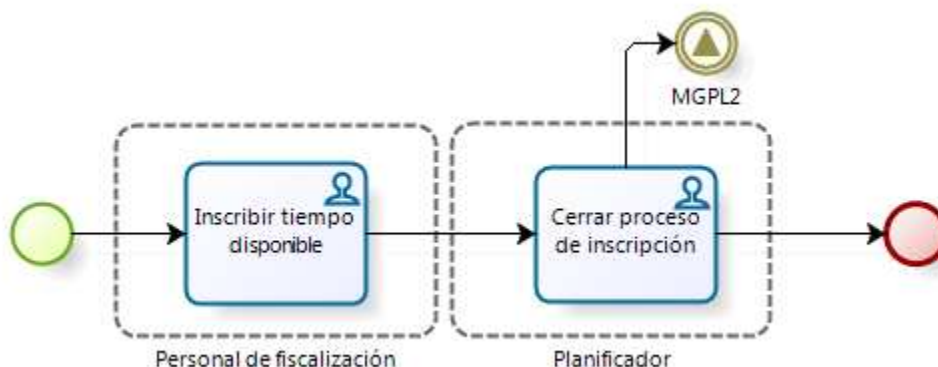 MGPL2
Inscribir tiempo
disponible
Cerrar proceso
de inscripción
Personal de fiscalización
Planificador